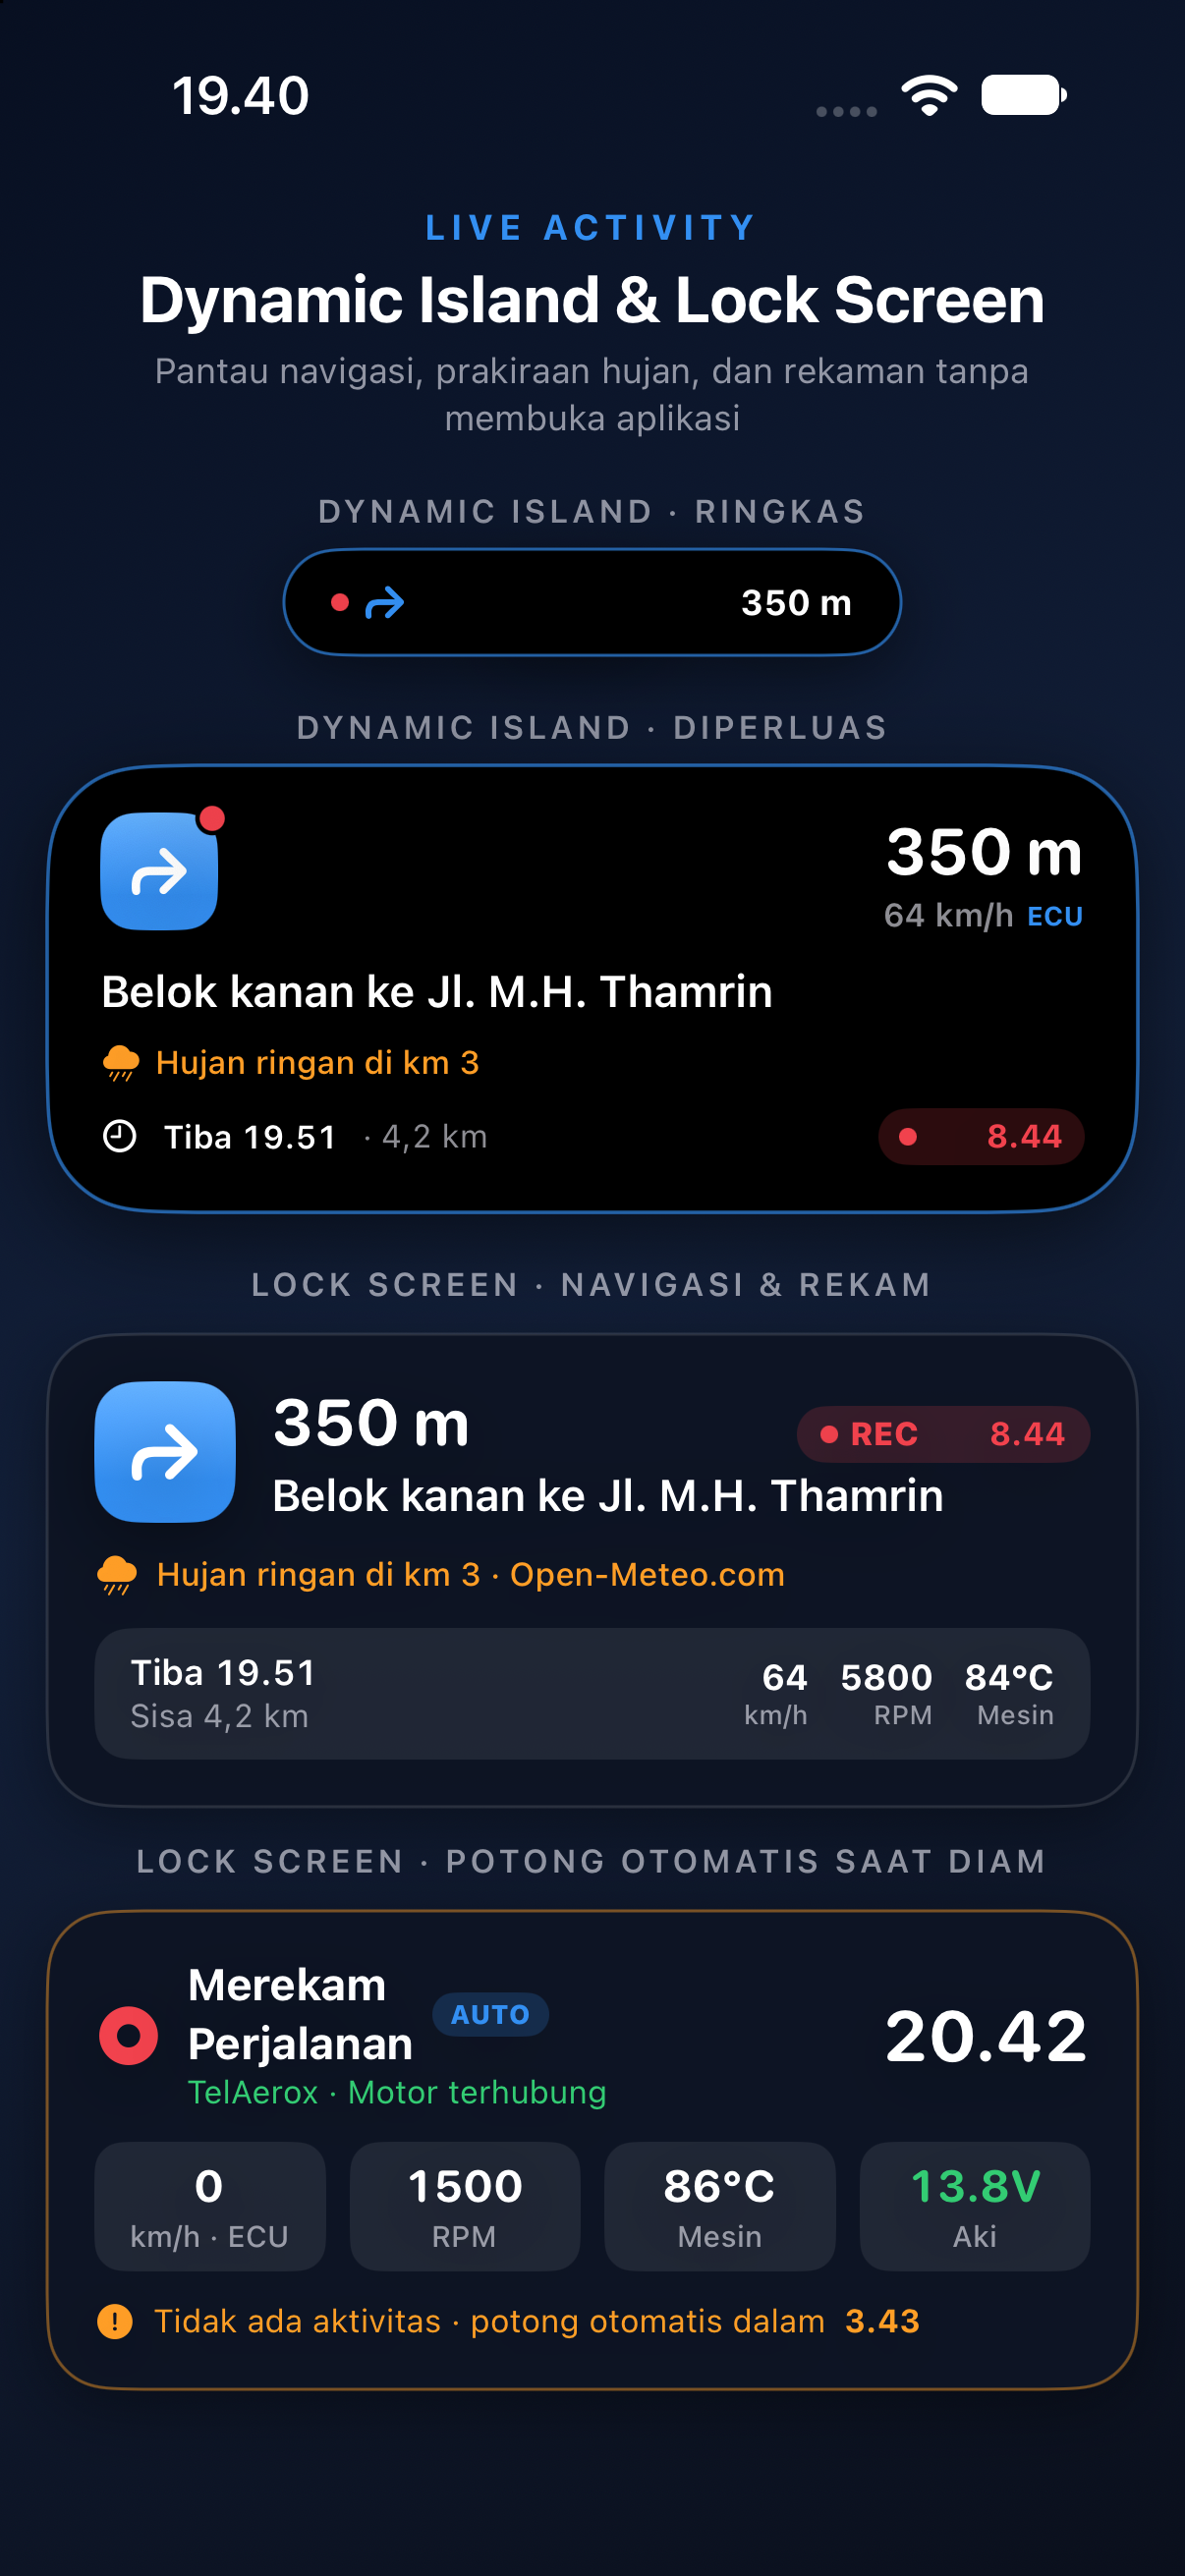 19.40
LIVE ACTIVITY
Dynamic Island & Lock Screen
Pantau navigasi, prakiraan hujan, dan rekaman tanpa
membuka aplikasi
DYNAMIC ISLAND · RINGKAS
350 m
DYNAMIC ISLAND · DIPERLUAS
350 m
64 km/h ECU
Belok kanan ke Jl. M.H. Thamrin
Hujan ringan di km 3
Tiba 19.51 · 4,2 km
8.44
LOCK SCREEN · NAVIGASI & REKAM
350 m
REC 8.44
Belok kanan ke Jl. M.H. Thamrin
Hujan ringan di km 3 · Open-Meteo.com
Tiba 19.51
Sisa 4,2 km
64 5800 84°C
km/h RPM Mesin
LOCK SCREEN · POTONG OTOMATIS SAAT DIAM
Merekam
Perjalanan
AUTO
TelAerox · Motor terhubung
20.42
0 1500 86°C 13.8V
km/h · ECU RPM Mesin Aki
Tidak ada aktivitas · potong otomatis dalam 3.43